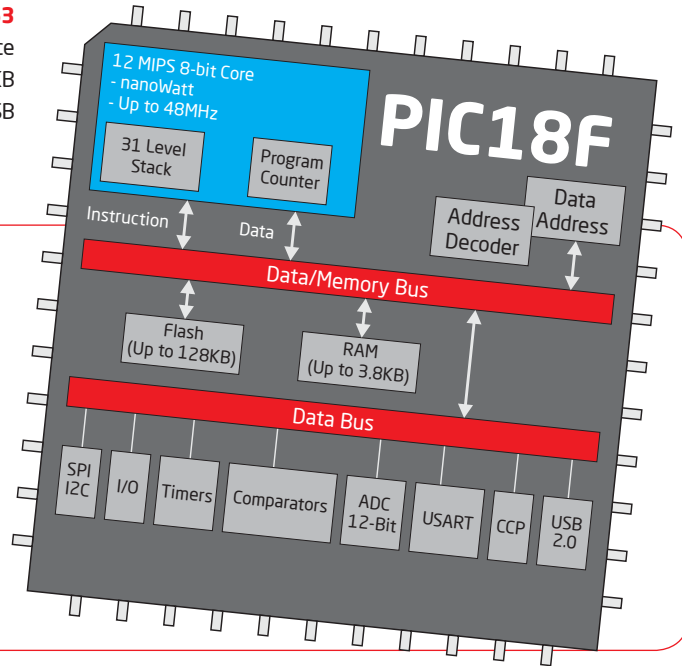 3
te
KB
SB
12 MIPS 8-bit Core
- nanoWatt
- Up to 48MHz
31 Level
Stack
Program
Counter
PIC18F
Data
Address
Address
Decoder
Instruction
Data
Data/Memory Bus
Flash
(Up to 128KB)
RAM
(Up to 3.8KB)
Data Bus
SPI
I2C
I/O
Timers
Comparators
ADC
12-Bit
USART
CCP
USB
2.0